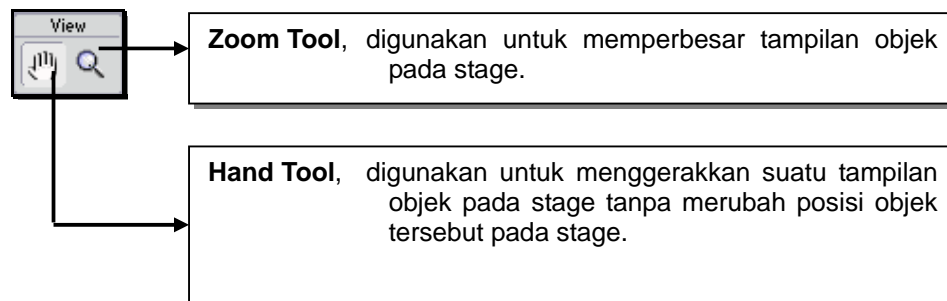 View
Zoom Tool, digunakan untuk memperbesar tampilan objek
pada stage.
Hand Tool, digunakan untuk menggerakkan suatu tampilan
objek pada stage tanpa merubah posisi objek
tersebut pada stage.